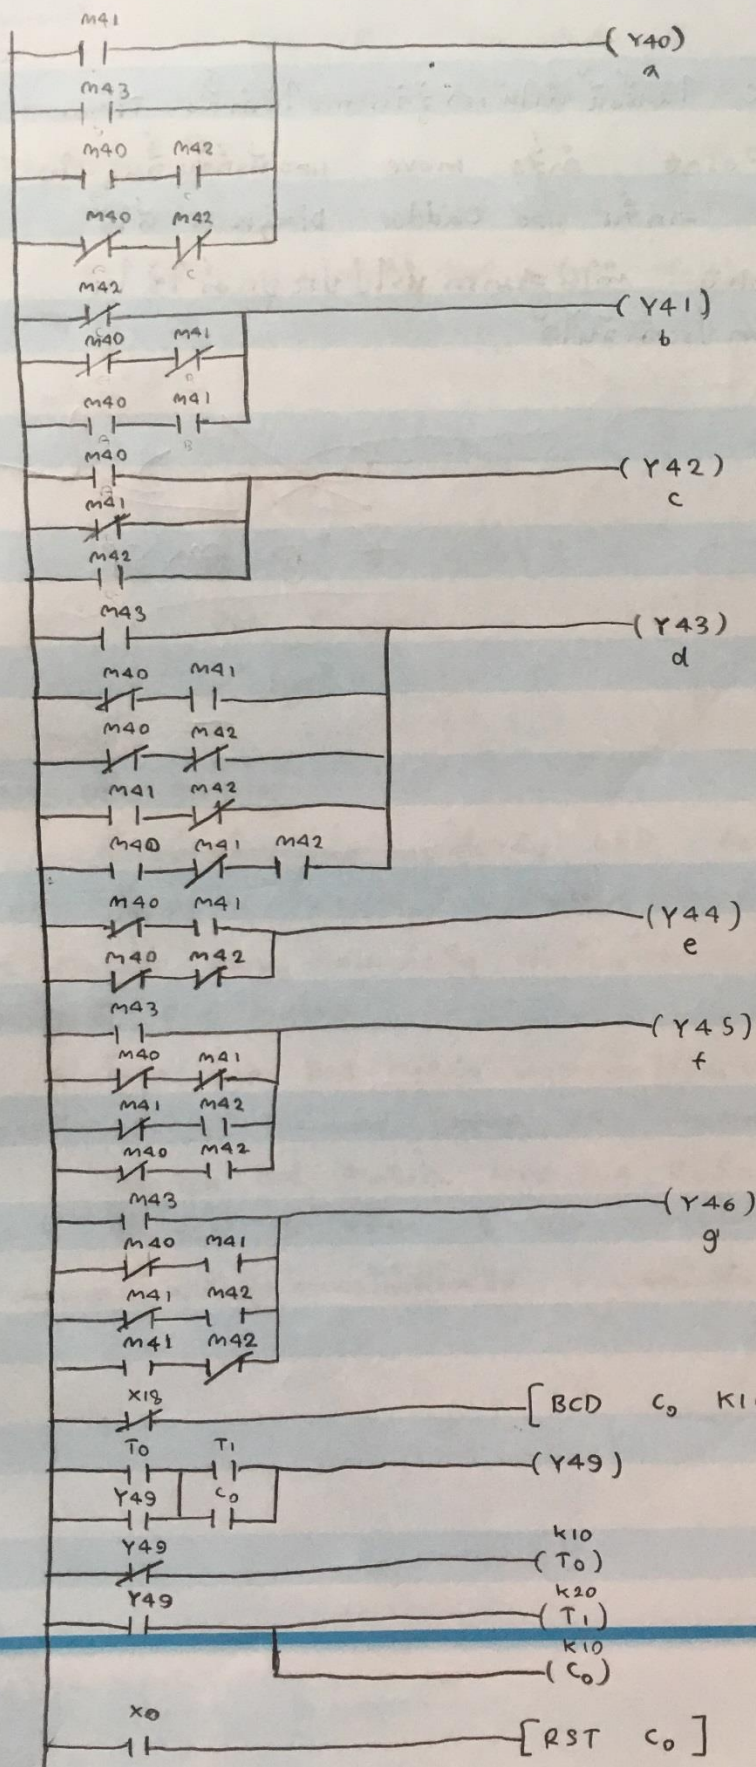 M41
(Y40)
a
M43
M40 M42
M40 M42
C
M42
(Y41)
b
M40 M41
M40 M41
B
M40
(Y42)
c
M41
M42
M43
(Y43)
d
M40 M41
M40 M42
M41 M42
M40 M41 M42
M40 M41
(Y44)
e
M40 M42
M43
(Y45)
f
M40 M41
M41 M42
M40 M42
M43
(Y46)
g
M40 M41
M41 M42
M41 M42
X18
[BCD C0 K1
T0 T1
(Y49)
Y49 C0
Y49
K10
(T0)
Y49
K20
(T1)
K10
(C0)
X0
[RST C0]